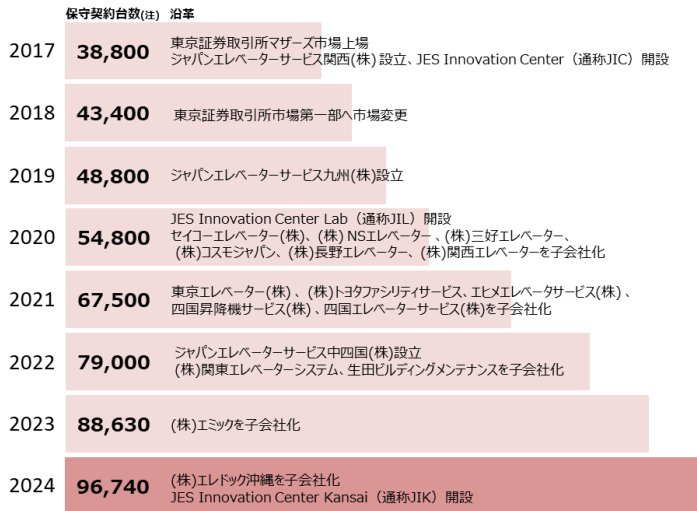 保守契約台数(注) 沿革
2017 38,800 東京証券取引所マザーズ市場上場
ジャパンエレベーターサービス関西(株) 設立、JES Innovation Center（通称JIC）開設
2018 43,400 東京証券取引所市場第一部へ市場変更
2019 48,800 ジャパンエレベーターサービス九州(株)設立
2020 54,800 JES Innovation Center Lab（通称JIL）開設
セイコーエレベーター(株)、(株) NSエレベーター 、(株)三好エレベーター、
(株)コスモジャパン、(株)長野エレベーター、(株)関西エレベーターを子会社化
2021 67,500 東京エレベーター(株) 、(株)トヨタファシリティサービス、エヒメエレベータサービス(株) 、
四国昇降機サービス(株) 、四国エレベーターサービス(株)を子会社化
2022 79,000 ジャパンエレベーターサービス中四国(株)設立
(株)関東エレベーターシステム、生田ビルディングメンテナンスを子会社化
2023 88,630 (株)エミックを子会社化
2024 96,740 (株)エレドック沖縄を子会社化
JES Innovation Center Kansai（通称JIK）開設